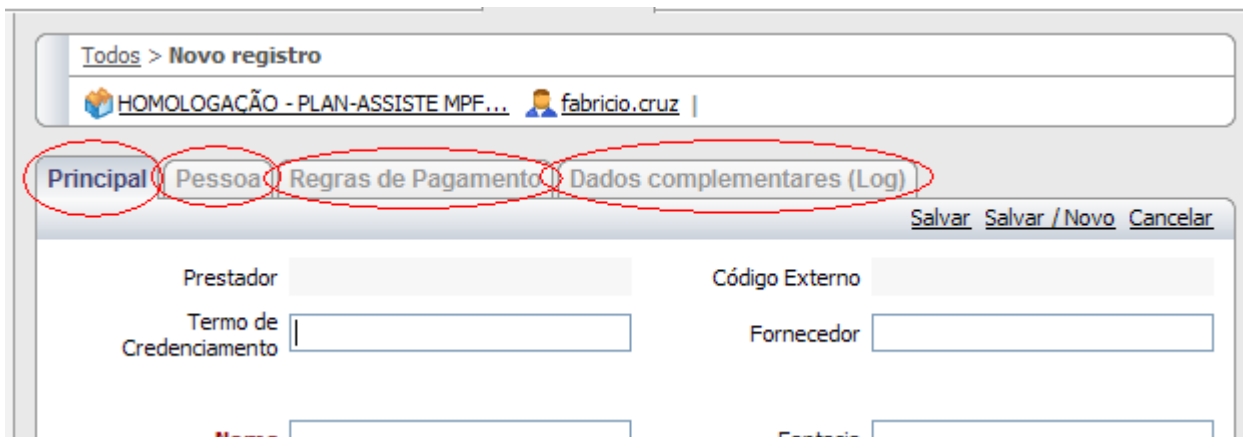 Todos > Novo registro
HOMOLOGAÇÃO - PLAN-ASSISTE MPF... fabricio.cruz |
Principal Pessoa Regras de Pagamento Dados complementares (Log)
Salvar Salvar / Novo Cancelar
Prestador Código Externo
Termo de
Credenciamento Fornecedor